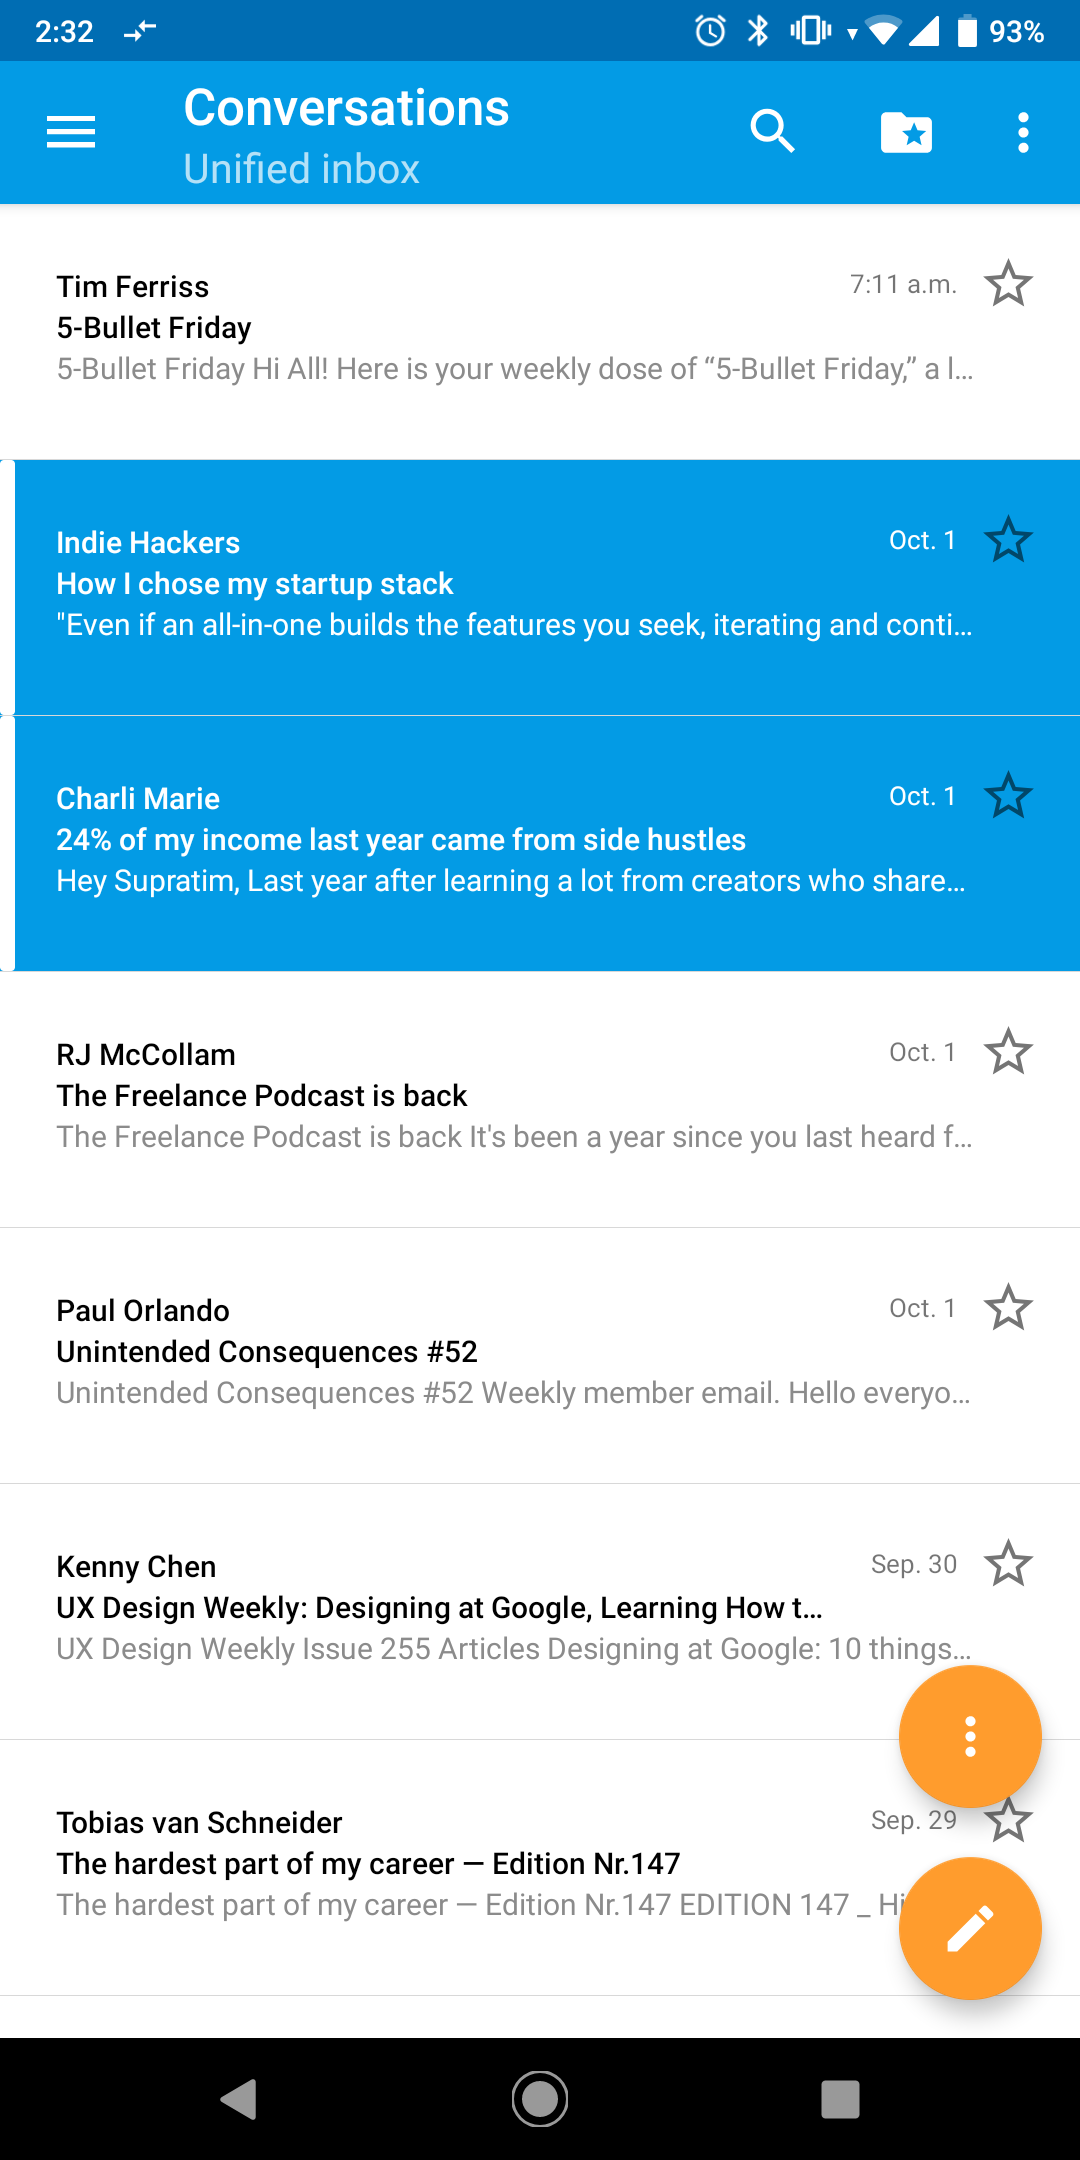 2:32
93%
Conversations
Unified inbox
Tim Ferriss
7:11 a.m.
5-Bullet Friday
5-Bullet Friday Hi All! Here is your weekly dose of “5-Bullet Friday,” a l…
Indie Hackers
Oct. 1
How I chose my startup stack
"Even if an all-in-one builds the features you seek, iterating and conti…
Charli Marie
Oct. 1
24% of my income last year came from side hustles
Hey Supratim, Last year after learning a lot from creators who share…
RJ McCollam
Oct. 1
The Freelance Podcast is back
The Freelance Podcast is back It's been a year since you last heard f…
Paul Orlando
Oct. 1
Unintended Consequences #52
Unintended Consequences #52 Weekly member email. Hello everyo…
Kenny Chen
Sep. 30
UX Design Weekly: Designing at Google, Learning How t…
UX Design Weekly Issue 255 Articles Designing at Google: 10 things…
Tobias van Schneider
Sep. 29
The hardest part of my career — Edition Nr.147
The hardest part of my career — Edition Nr.147 EDITION 147 _ Hi